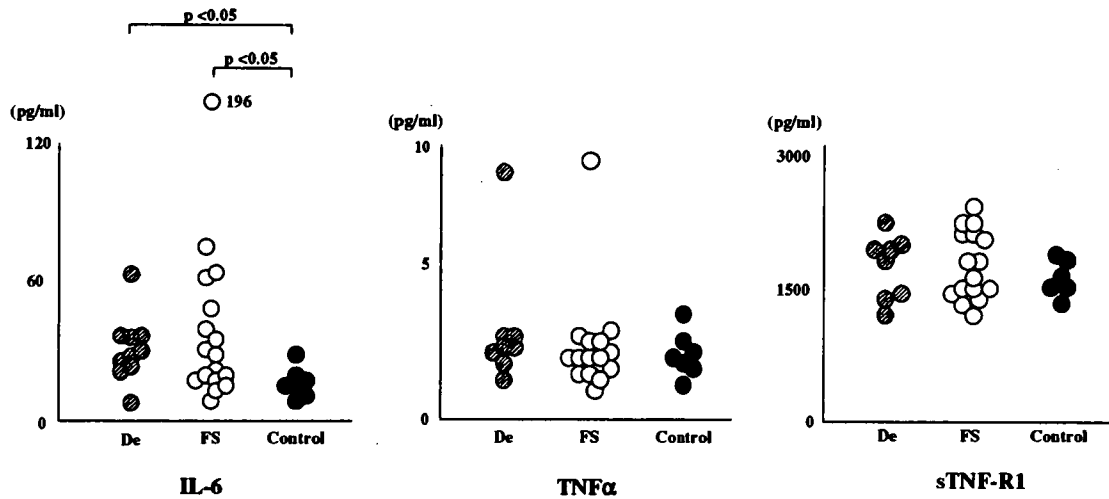 p <0.05
p <0.05
196
(pg/ml)
120
60
0
De FS Control
IL-6
(pg/ml)
10
5
0
De FS Control
TNFα
(pg/ml)
3000
1500
0
De FS Control
sTNF-R1